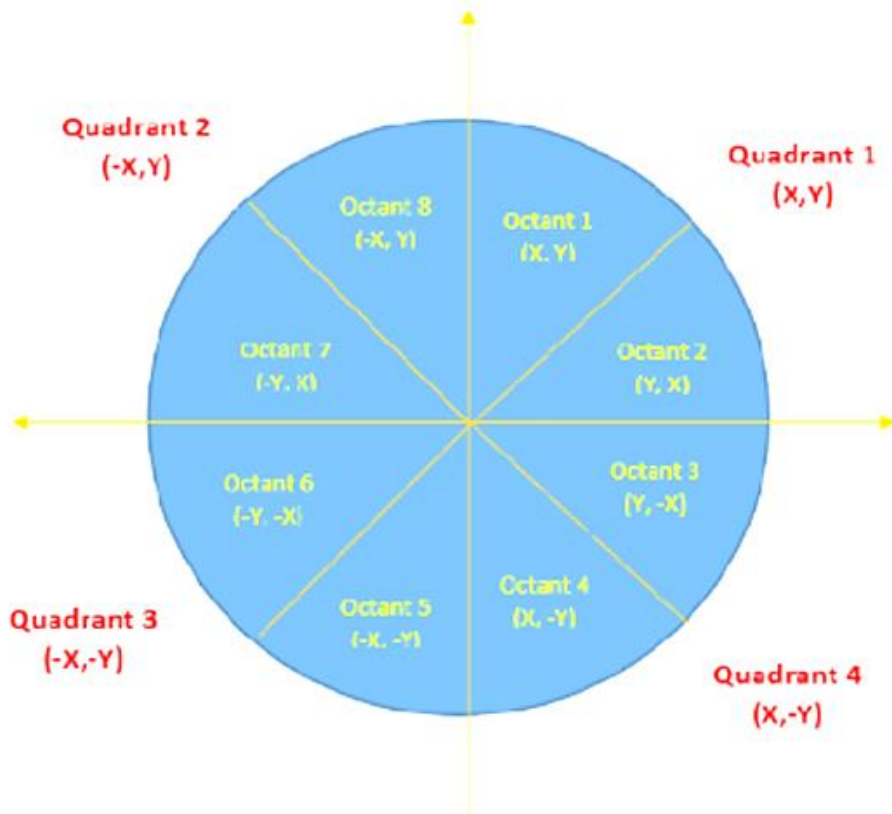 Quadrant 2
(-X,Y)
Quadrant 1
(X,Y)
Octant 8
(-X, Y)
Octant 1
(X, Y)
Octant 7
(-Y, X)
Octant 2
(Y, X)
Octant 6
(-Y, -X)
Octant 3
(Y, -X)
Octant 5
(-X, -Y)
Octant 4
(X, -Y)
Quadrant 3
(-X,-Y)
Quadrant 4
(X,-Y)